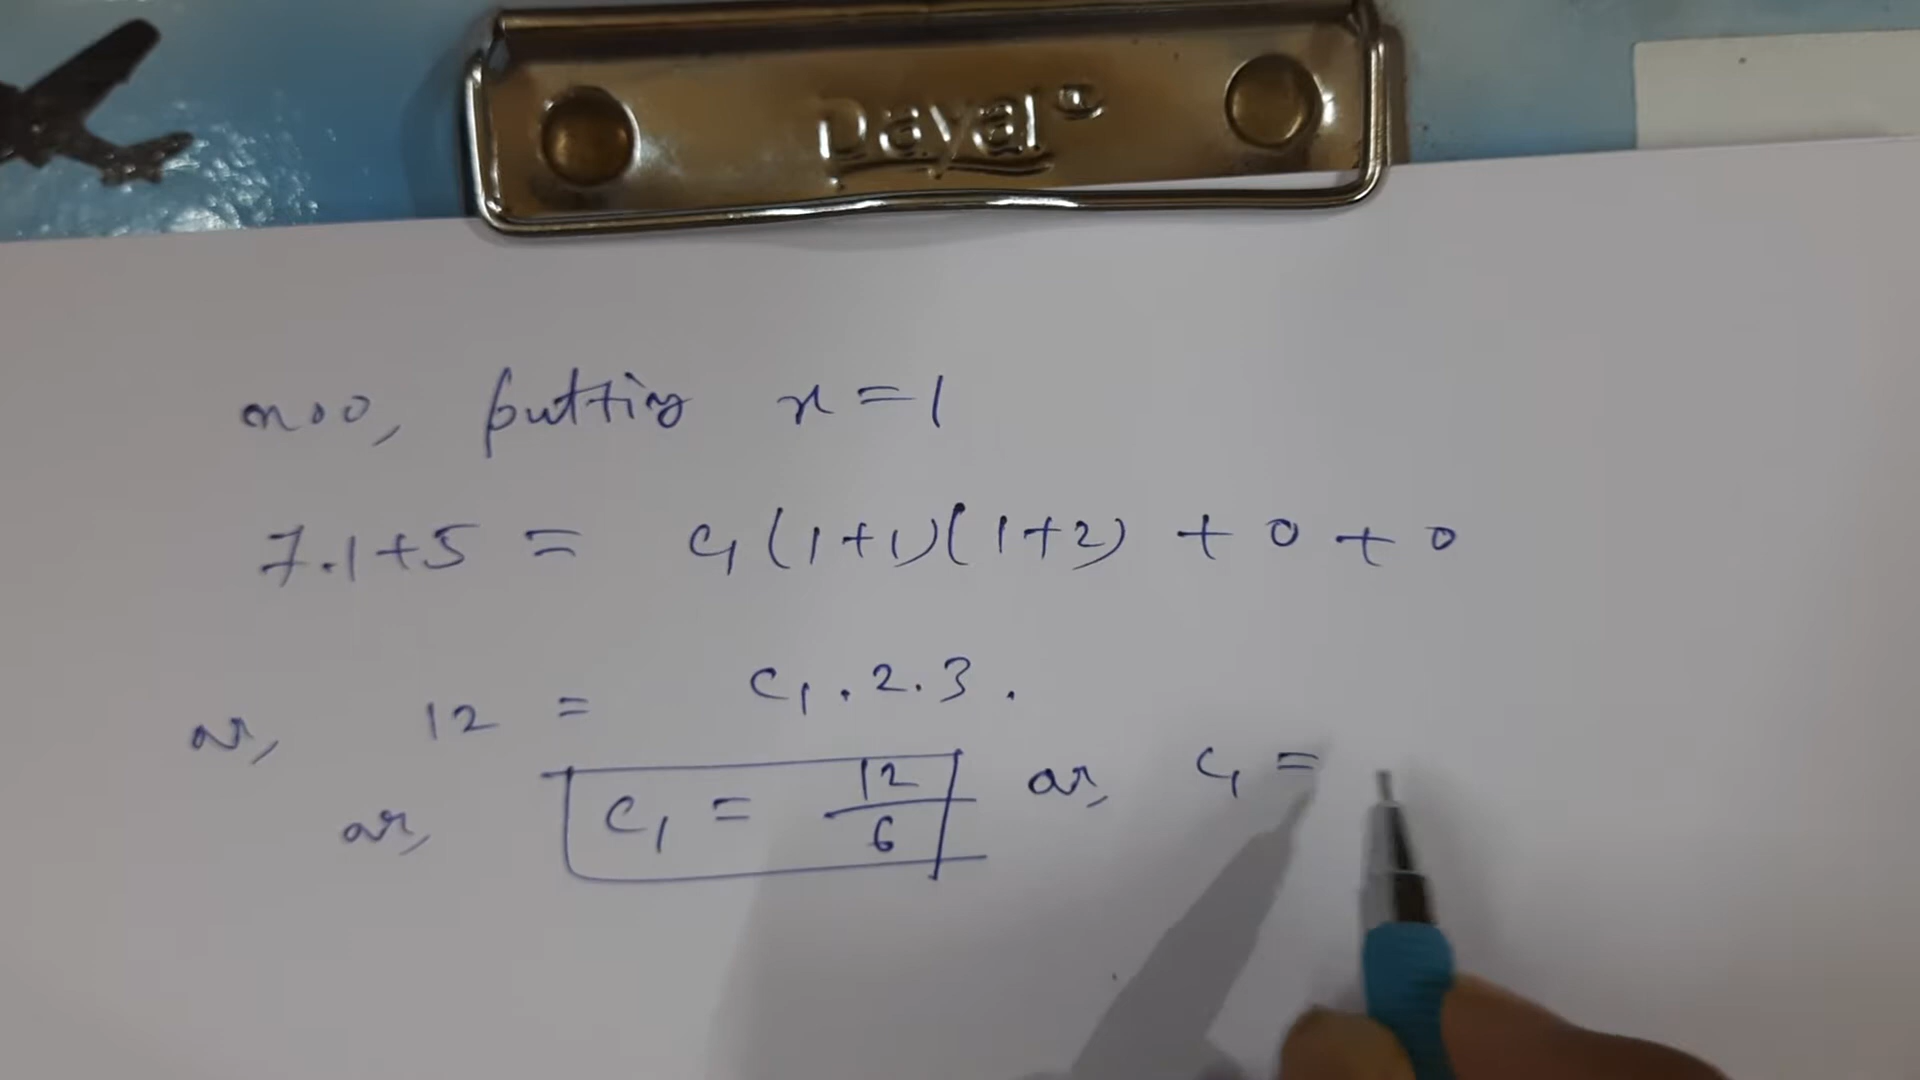 Dayal
now, putting x = 1
7.1+5 = C1 (1+1)(1+2) + 0 + 0
or, 12 = C1 . 2 . 3 .
or, C1 = 12/6 or, C1 =